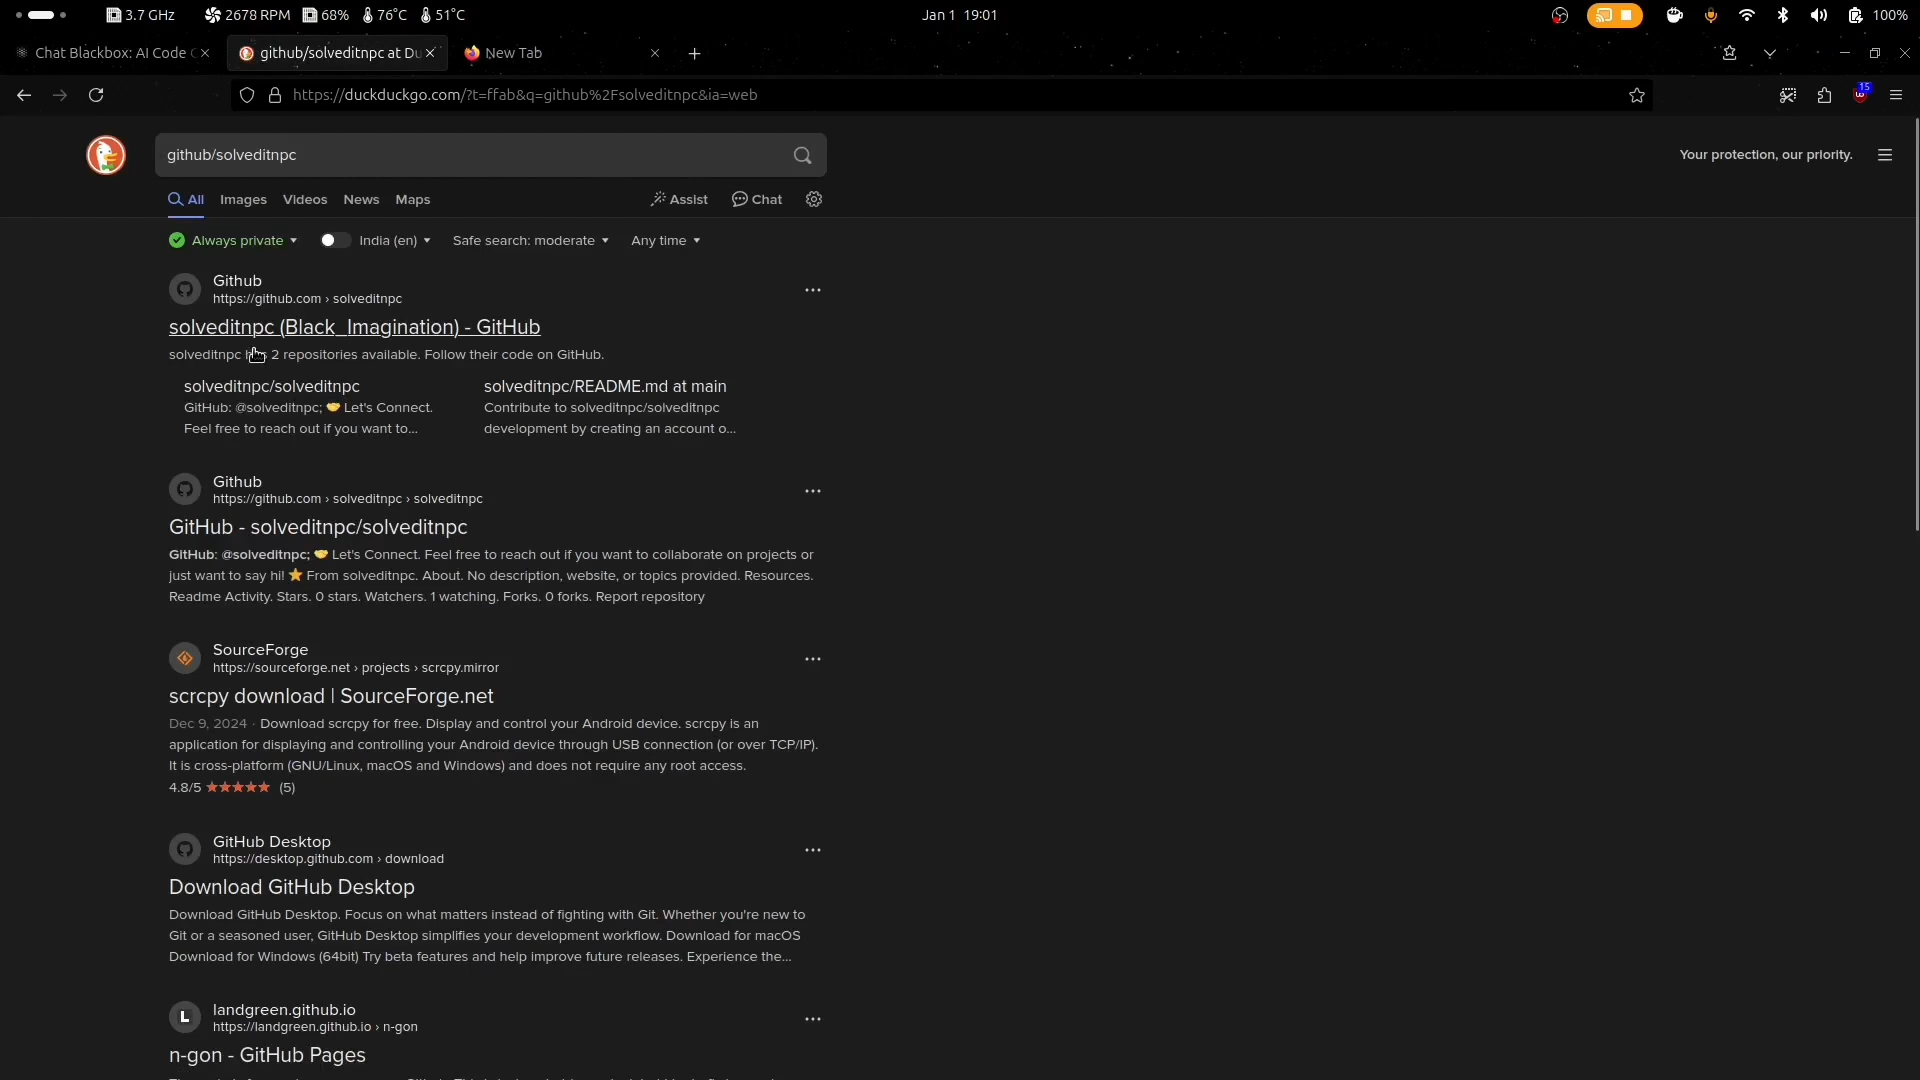 3.7 GHz 2678 RPM 68% 76°C 51°C Jan 1 19:01 100%
Chat Blackbox: AI Code github/solveditnpc at Du New Tab
https://duckduckgo.com/?t=ffab&q=github%2Fsolveditnpc&ia=web 15
github/solveditnpc Your protection, our priority.
All Images Videos News Maps Assist Chat
Always private India (en) Safe search: moderate Any time
Github
https://github.com › solveditnpc
solveditnpc (Black_Imagination) - GitHub
solveditnpc 2 repositories available. Follow their code on GitHub.
solveditnpc/solveditnpc
GitHub: @solveditnpc; 🤝 Let's Connect.
Feel free to reach out if you want to...
solveditnpc/README.md at main
Contribute to solveditnpc/solveditnpc
development by creating an account o...
Github
https://github.com › solveditnpc › solveditnpc
GitHub - solveditnpc/solveditnpc
GitHub: @solveditnpc; 🤝 Let's Connect. Feel free to reach out if you want to collaborate on projects or
just want to say hi! ⭐ From solveditnpc. About. No description, website, or topics provided. Resources.
Readme Activity. Stars. 0 stars. Watchers. 1 watching. Forks. 0 forks. Report repository
SourceForge
https://sourceforge.net › projects › scrcpy.mirror
scrcpy download | SourceForge.net
Dec 9, 2024 · Download scrcpy for free. Display and control your Android device. scrcpy is an
application for displaying and controlling your Android device through USB connection (or over TCP/IP).
It is cross-platform (GNU/Linux, macOS and Windows) and does not require any root access.
4.8/5 ★★★★★ (5)
GitHub Desktop
https://desktop.github.com › download
Download GitHub Desktop
Download GitHub Desktop. Focus on what matters instead of fighting with Git. Whether you're new to
Git or a seasoned user, GitHub Desktop simplifies your development workflow. Download for macOS
Download for Windows (64bit) Try beta features and help improve future releases. Experience the...
L landgreen.github.io
https://landgreen.github.io › n-gon
n-gon - GitHub Pages